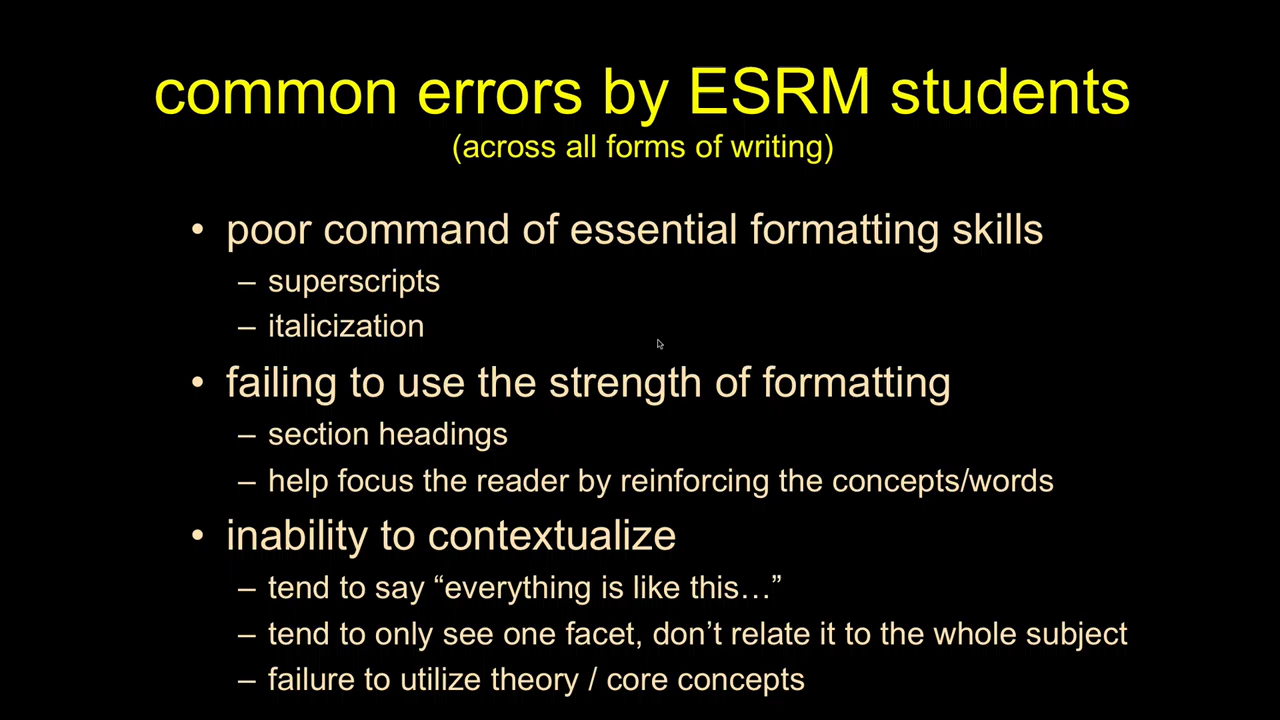 common errors by ESRM students
(across all forms of writing)
• poor command of essential formatting skills
– superscripts
– italicization
• failing to use the strength of formatting
– section headings
– help focus the reader by reinforcing the concepts/words
• inability to contextualize
– tend to say “everything is like this…”
– tend to only see one facet, don’t relate it to the whole subject
– failure to utilize theory / core concepts